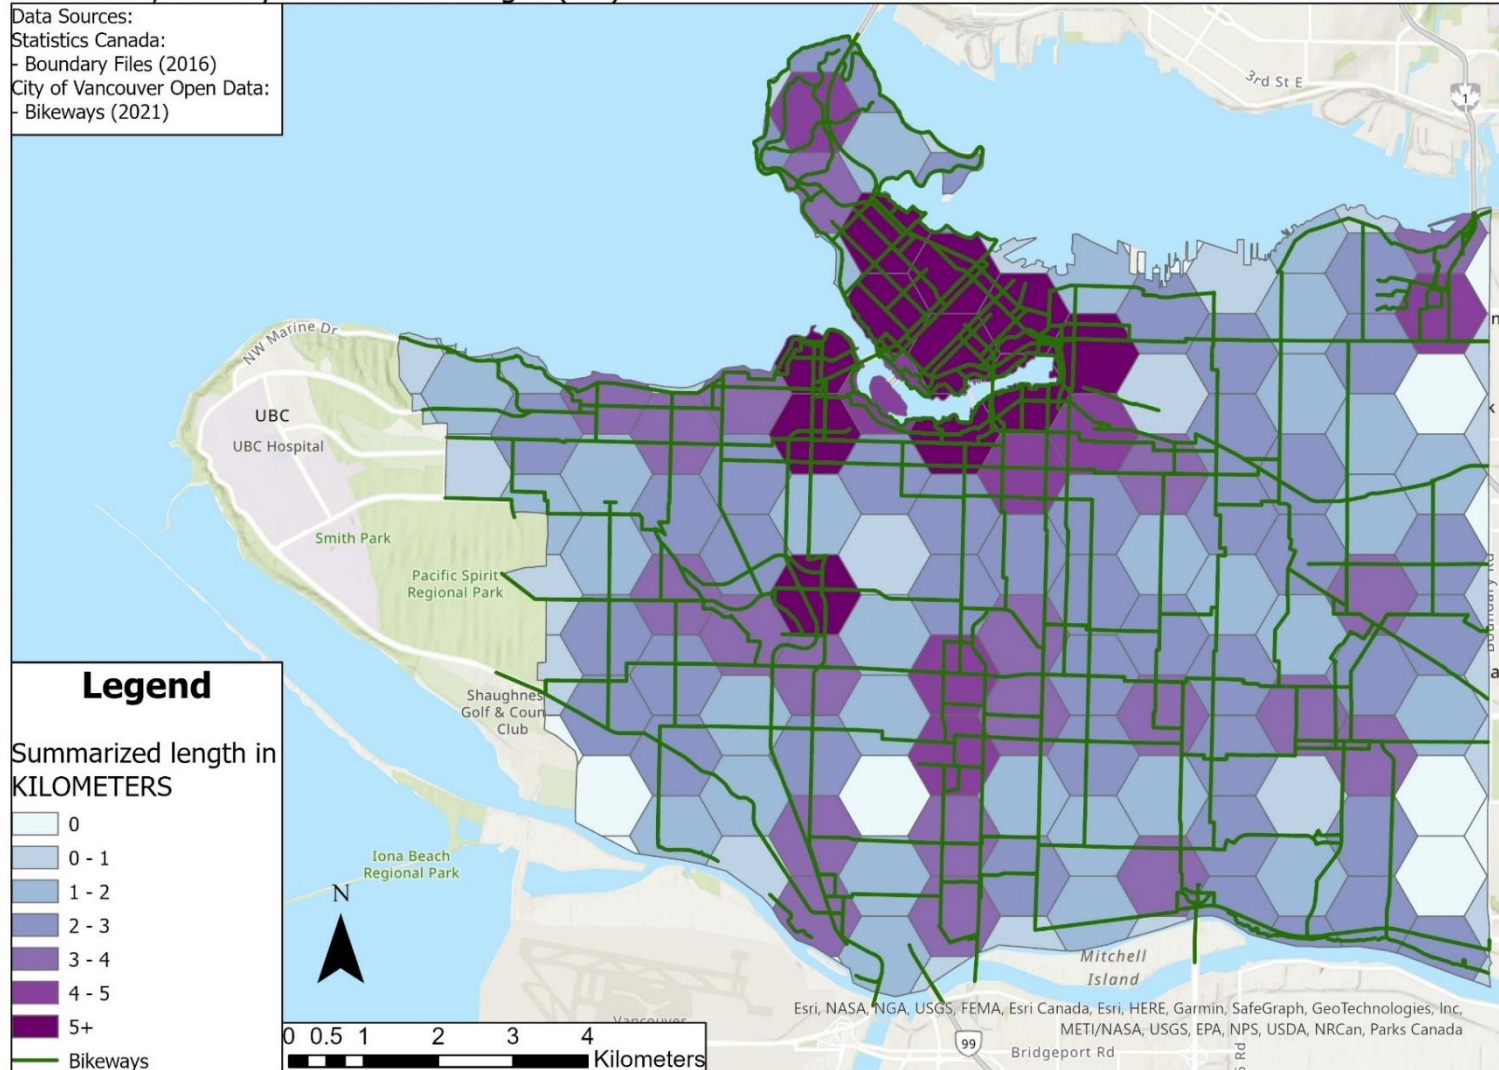 Data Sources:
Statistics Canada:
- Boundary Files (2016)
City of Vancouver Open Data:
- Bikeways (2021)
3rd St E
1
NW Marine Dr
UBC
UBC Hospital
Smith Park
Pacific Spirit
Regional Park
Boundary Rd
Shaughnes
Golf & Coun
Club
Iona Beach
Regional Park
N
Legend
Summarized length in
KILOMETERS
0
0 - 1
1 - 2
2 - 3
3 - 4
4 - 5
5+
Bikeways
0 0.5 1 2 3 4
Kilometers
Mitchell
Island
Esri, NASA, NGA, USGS, FEMA, Esri Canada, Esri, HERE, Garmin, SafeGraph, GeoTechnologies, Inc,
METI/NASA, USGS, EPA, NPS, USDA, NRCan, Parks Canada
99
Bridgeport Rd